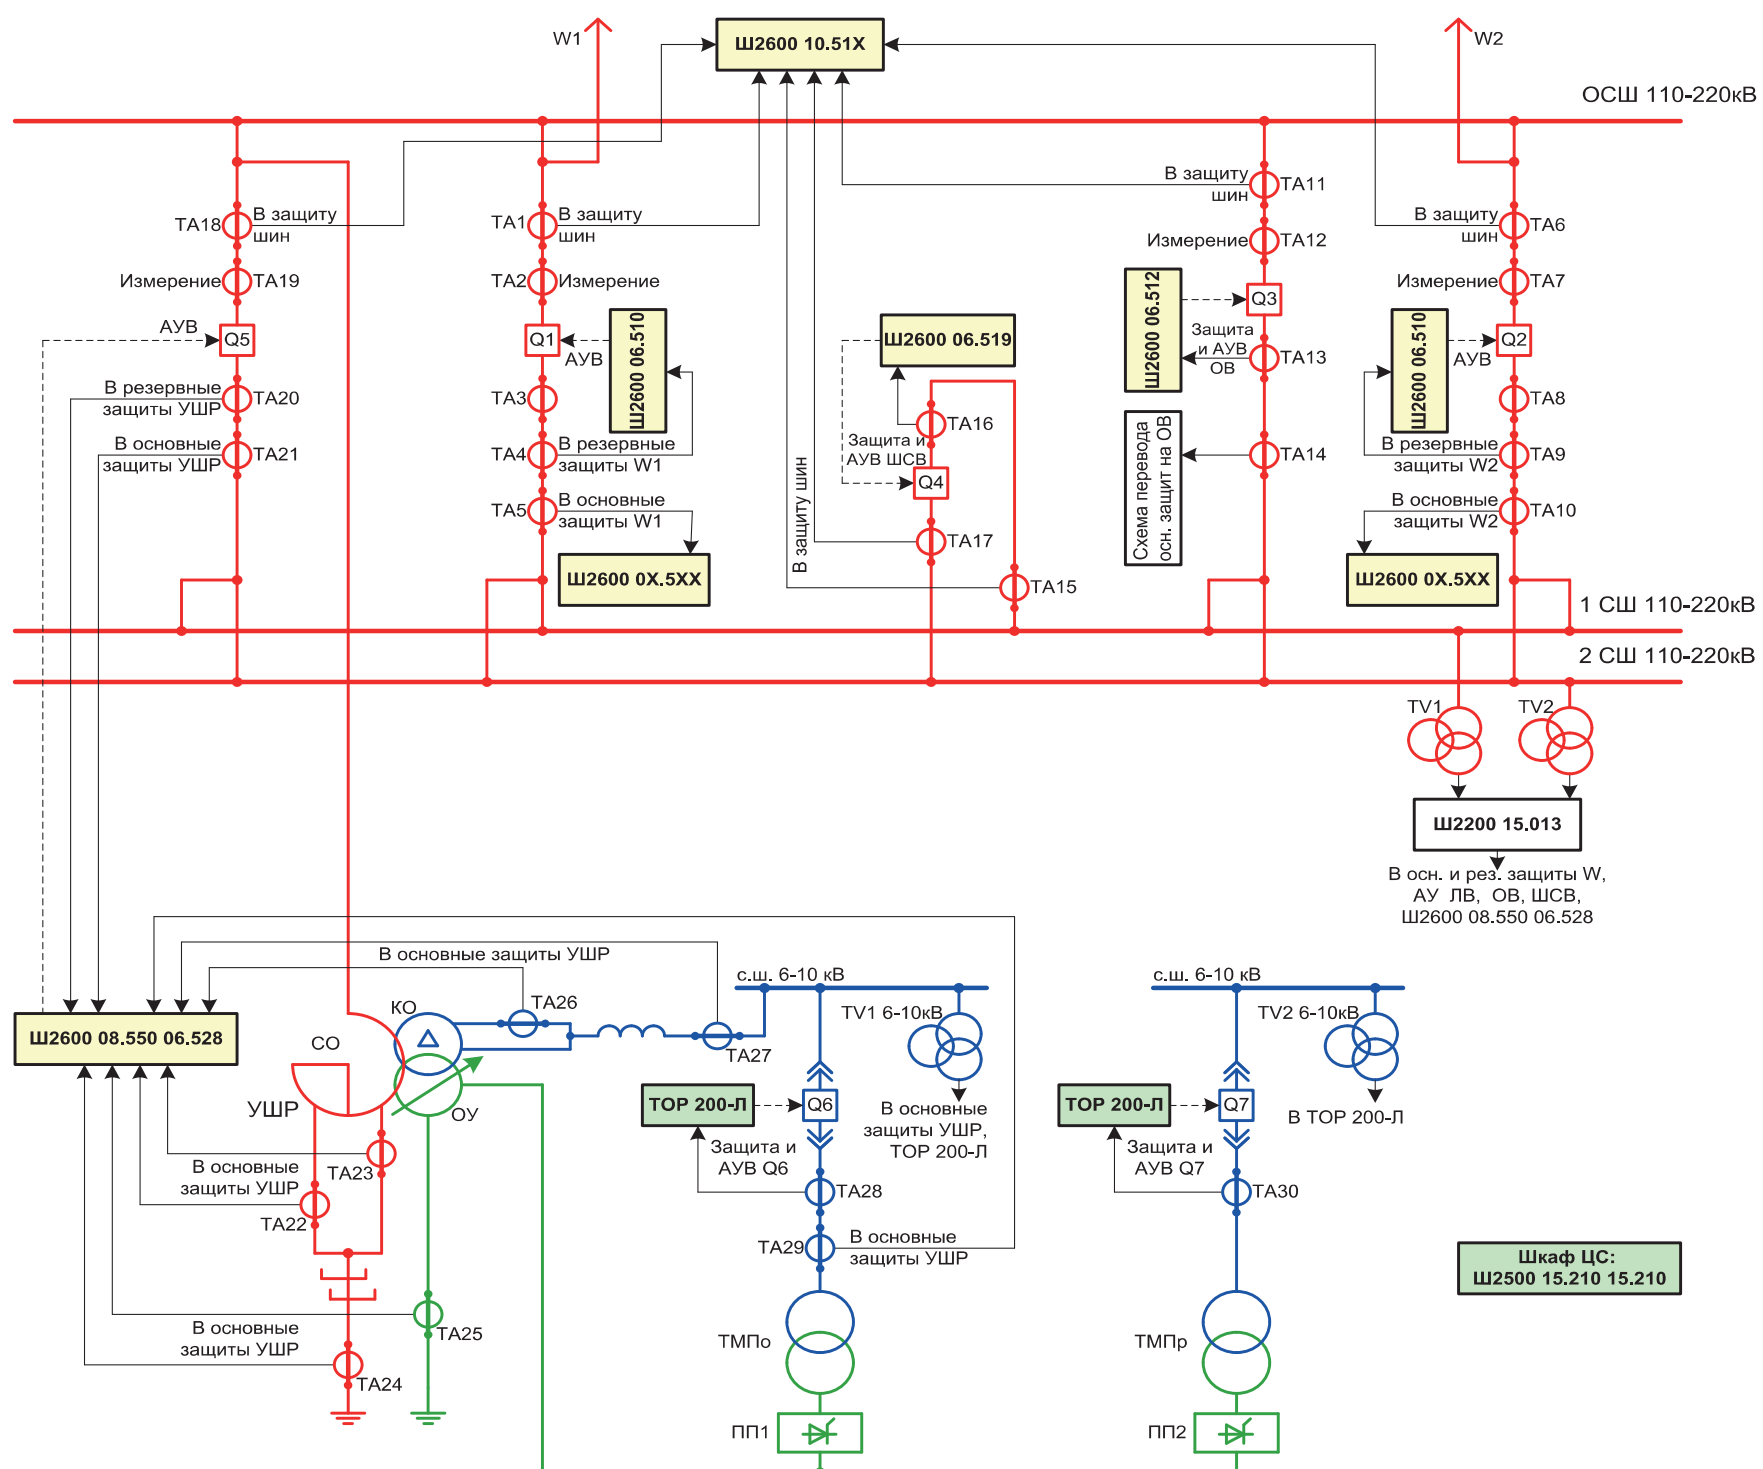 W1
Ш2600 10.51Х
W2
ОСШ 110-220кВ
ТА18
В защиту
шин
ТА1
В защиту
шин
В защиту
шин
ТА11
В защиту
шин
ТА6
Измерение
ТА19
ТА2
Измерение
Измерение
ТА12
Измерение
ТА7
АУВ
Q5
Q1
АУВ
Ш2600 06.510
Ш2600 06.519
Ш2600 06.512
Q3
Защита
и АУВ
ОВ
ТА13
Ш2600 06.510
АУВ
Q2
В резервные
защиты УШР
ТА20
ТА3
ТА16
ТА8
В основные
защиты УШР
ТА21
ТА4
В резервные
защиты W1
Защита и
АУВ ШСВ
Q4
Схема перевода
осн. защит на ОВ
ТА14
В резервные
защиты W2
ТА9
ТА5
В основные
защиты W1
В защиту шин
ТА17
В основные
защиты W2
ТА10
Ш2600 0Х.5ХХ
ТА15
Ш2600 0Х.5ХХ
1 СШ 110-220кВ
2 СШ 110-220кВ
TV1
TV2
Ш2200 15.013
В осн. и рез. защиты W,
АУ ЛВ, ОВ, ШСВ,
Ш2600 08.550 06.528
В основные защиты УШР
с.ш. 6-10 кВ
с.ш. 6-10 кВ
КО
ТА26
TV1 6-10кВ
TV2 6-10кВ
Ш2600 08.550 06.528
СО
ТА27
УШР
ОУ
ТОР 200-Л
Q6
В основные
защиты УШР,
ТОР 200-Л
ТОР 200-Л
Q7
В ТОР 200-Л
Защита и
АУВ Q6
Защита и
АУВ Q7
В основные
защиты УШР
ТА23
ТА22
ТА28
ТА30
ТА29
В основные
защиты УШР
Шкаф ЦС:
Ш2500 15.210 15.210
В основные
защиты УШР
ТА25
ТА24
ТМПо
ТМПр
ПП1
ПП2